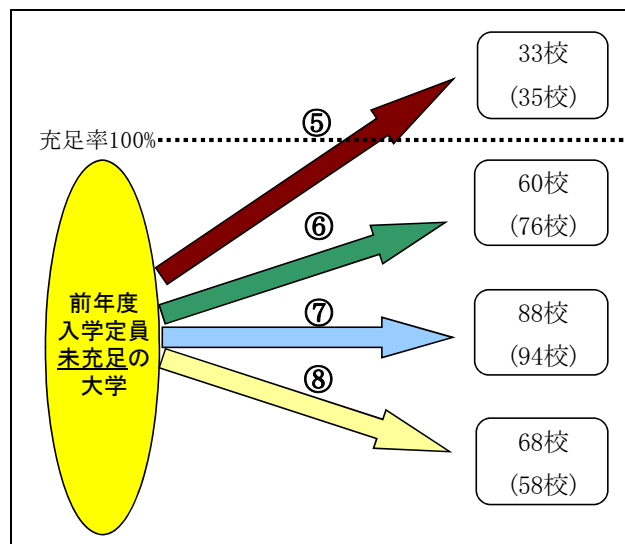 33校
(35校)
⑤
充足率100%
60校
(76校)
⑥
前年度
入学定員
未充足の
大学
⑦
88校
(94校)
⑧
68校
(58校)